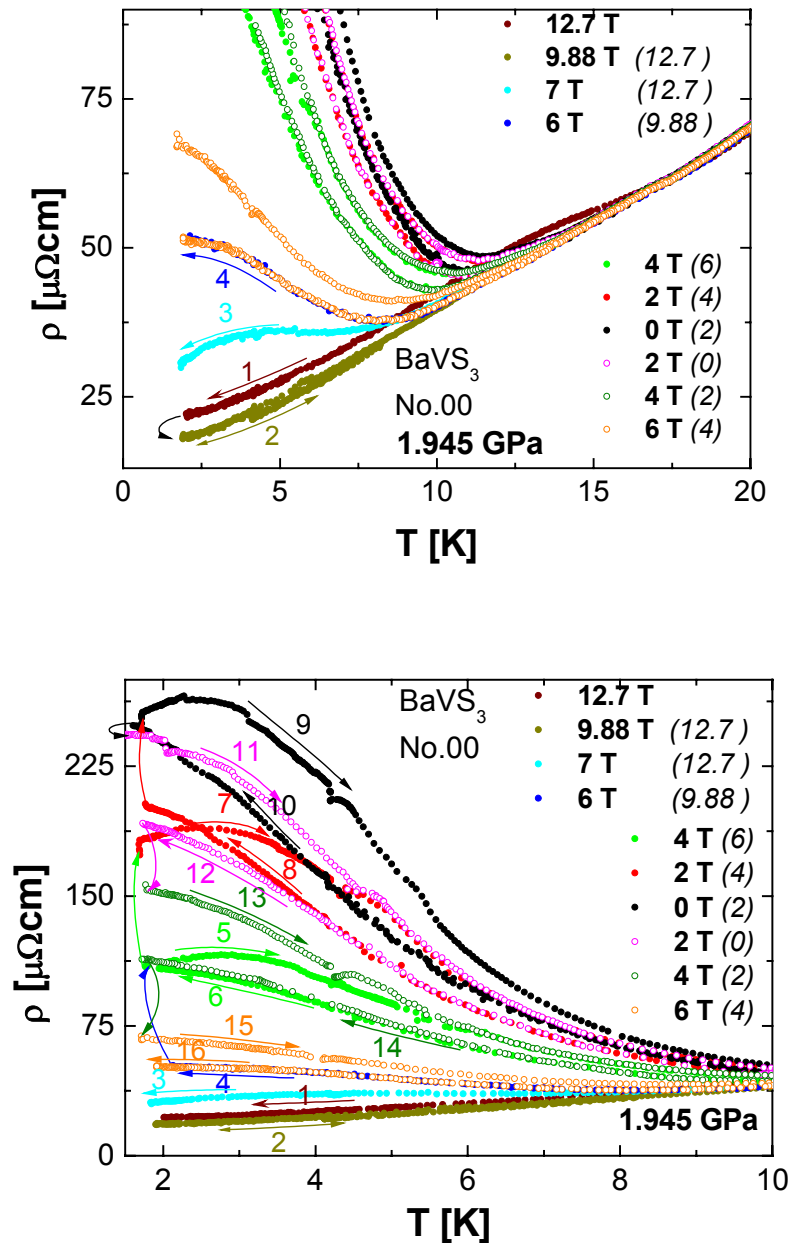 12.7 T
9.88 T (12.7 )
7 T (12.7 )
6 T (9.88 )
75
50
25
ρ [μΩcm]
4
3
1
2
BaVS3
No.00
1.945 GPa
4 T (6)
2 T (4)
0 T (2)
2 T (0)
4 T (2)
6 T (4)
0 5 10 15 20
T [K]
BaVS3
No.00
12.7 T
9.88 T (12.7 )
7 T (12.7 )
6 T (9.88 )
4 T (6)
2 T (4)
0 T (2)
2 T (0)
4 T (2)
6 T (4)
225
150
75
0
ρ [μΩcm]
9
11
7
10
8
12
13
5
6
15
14
16
3
4
1
2
1.945 GPa
2 4 6 8 10
T [K]